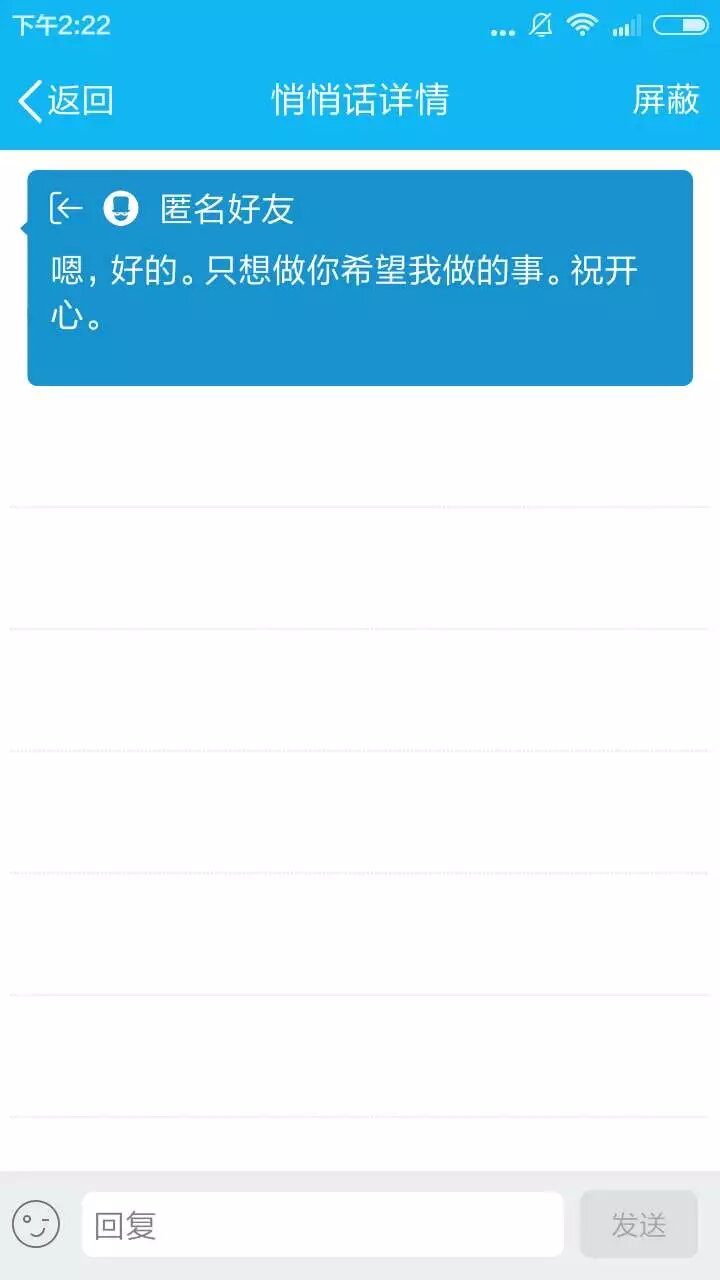 下午2:22
返回 悄悄话详情 屏蔽
匿名好友
嗯，好的。只想做你希望我做的事。祝开
心。
回复 发送